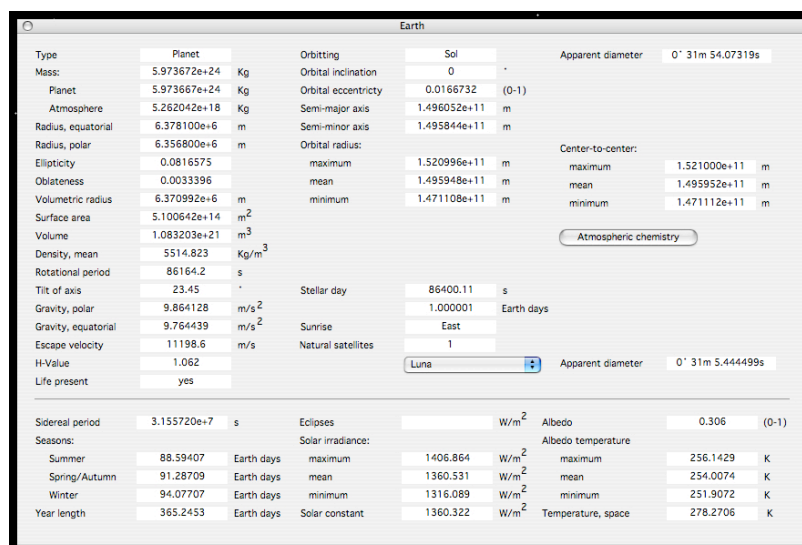 Earth
Type Planet Orbitting Sol Apparent diameter 0° 31m 54.07319s
Mass: 5.973672e+24 Kg Orbital inclination 0 °
Planet 5.973667e+24 Kg Orbital eccentricty 0.0166732 (0-1)
Atmosphere 5.262042e+18 Kg Semi-major axis 1.496052e+11 m
Radius, equatorial 6.378100e+6 m Semi-minor axis 1.495844e+11 m
Radius, polar 6.356800e+6 m Orbital radius: Center-to-center:
Ellipticity 0.0816575 maximum 1.520996e+11 m maximum 1.521000e+11 m
Oblateness 0.0033396 mean 1.495948e+11 m mean 1.495952e+11 m
Volumetric radius 6.370992e+6 m minimum 1.471108e+11 m minimum 1.471112e+11 m
Surface area 5.100642e+14 m2
Volume 1.083203e+21 m3 Atmospheric chemistry
Density, mean 5514.823 Kg/m3
Rotational period 86164.2 s
Tilt of axis 23.45 ° Stellar day 86400.11 s
Gravity, polar 9.864128 m/s2 1.000001 Earth days
Gravity, equatorial 9.764439 m/s2 Sunrise East
Escape velocity 11198.6 m/s Natural satellites 1
H-Value 1.062 Luna Apparent diameter 0° 31m 5.444499s
Life present yes
Sidereal period 3.155720e+7 s Eclipses W/m2 Albedo 0.306 (0-1)
Seasons: Solar irradiance: Albedo temperature
Summer 88.59407 Earth days maximum 1406.864 W/m2 maximum 256.1429 K
Spring/Autumn 91.28709 Earth days mean 1360.531 W/m2 mean 254.0074 K
Winter 94.07707 Earth days minimum 1316.089 W/m2 minimum 251.9072 K
Year length 365.2453 Earth days Solar constant 1360.322 W/m2 Temperature, space 278.2706 K